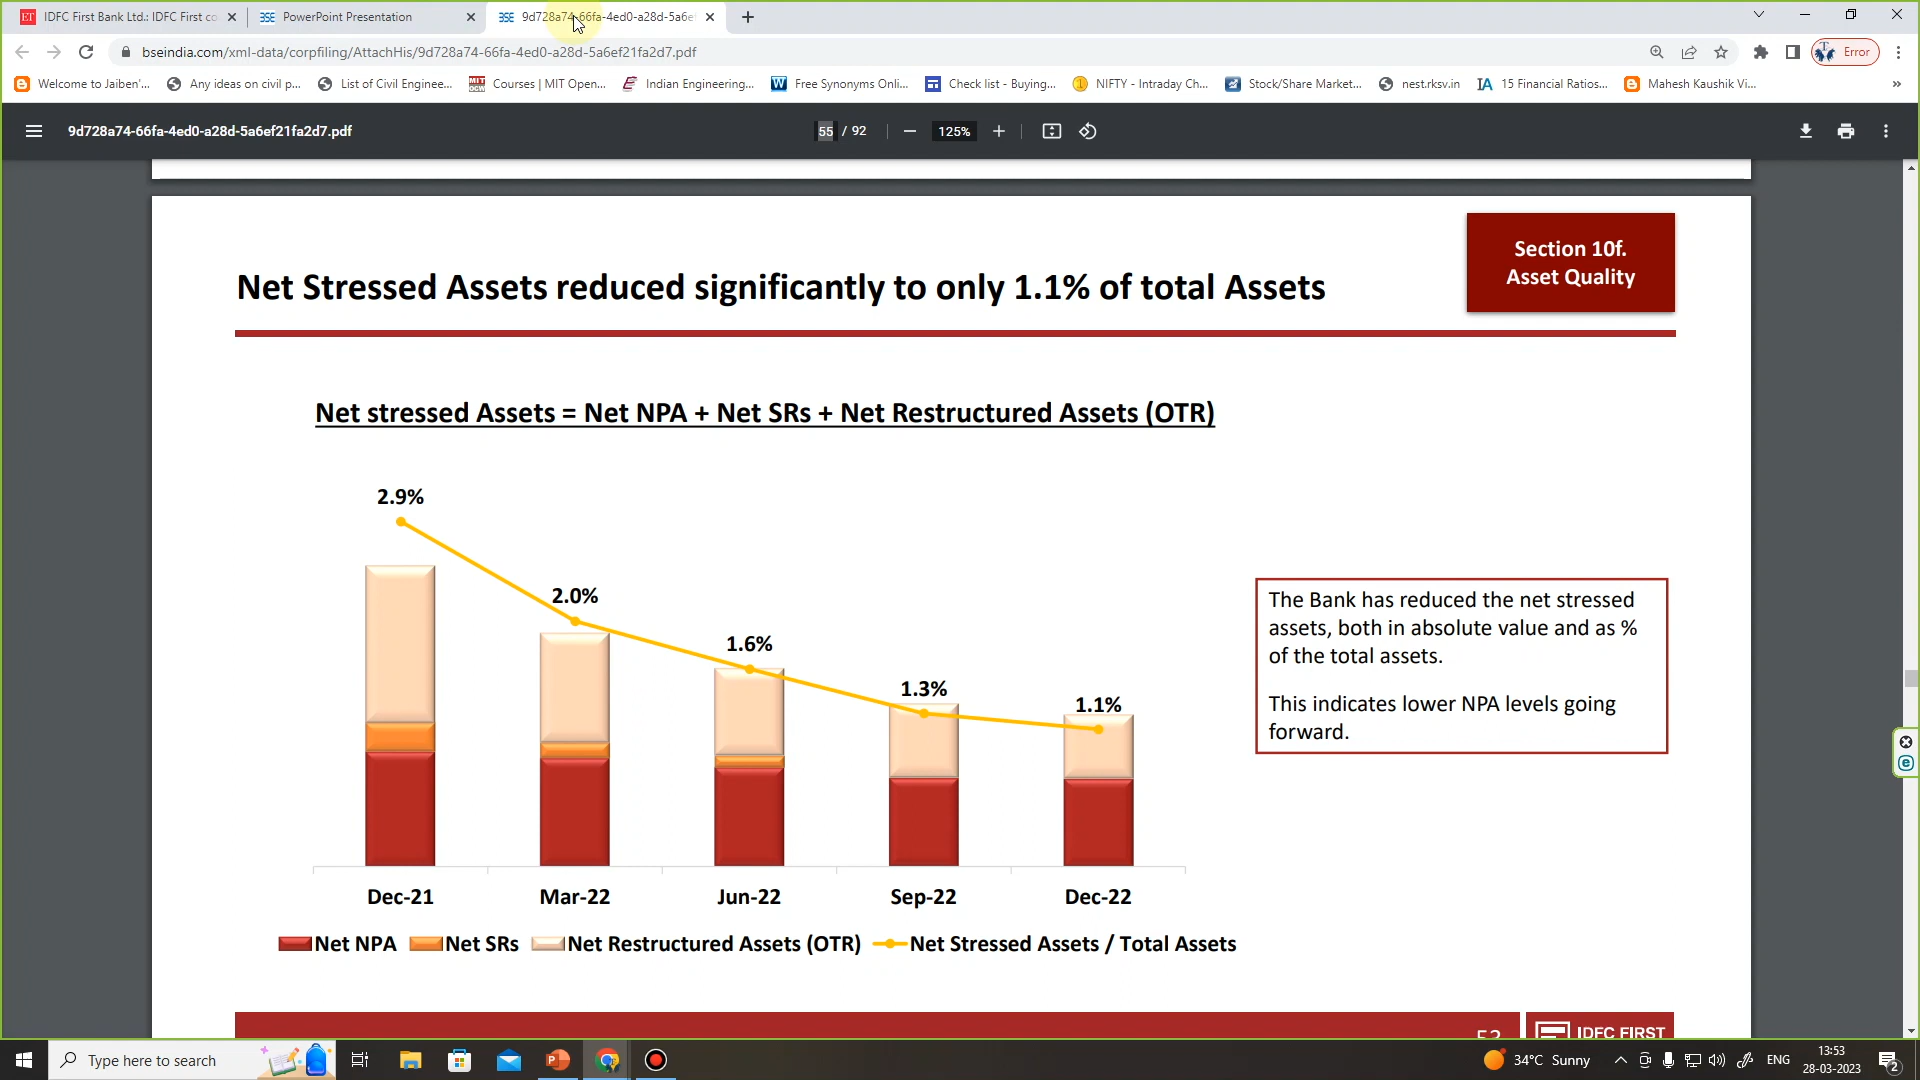 IDFC First Bank Ltd.: IDFC First co
PowerPoint Presentation
9d728a74-66fa-4ed0-a28d-5a6e
bseindia.com/xml-data/corpfiling/AttachHis/9d728a74-66fa-4ed0-a28d-5a6ef21fa2d7.pdf
Error
Welcome to Jaiben'...
Any ideas on civil p...
List of Civil Enginee...
Courses | MIT Open...
Indian Engineering...
Free Synonyms Onli...
Check list - Buying...
NIFTY - Intraday Ch...
Stock/Share Market...
nest.rksv.in
15 Financial Ratios...
Mahesh Kaushik Vi...
9d728a74-66fa-4ed0-a28d-5a6ef21fa2d7.pdf
55 / 92
125%
Section 10f.
Asset Quality
Net Stressed Assets reduced significantly to only 1.1% of total Assets
Net stressed Assets = Net NPA + Net SRs + Net Restructured Assets (OTR)
2.9%
2.0%
1.6%
1.3%
1.1%
The Bank has reduced the net stressed
assets, both in absolute value and as %
of the total assets.
This indicates lower NPA levels going
forward.
Dec-21
Mar-22
Jun-22
Sep-22
Dec-22
Net NPA
Net SRs
Net Restructured Assets (OTR)
Net Stressed Assets / Total Assets
53
IDFC FIRST
Type here to search
34°C Sunny
ENG
13:53
28-03-2023
2